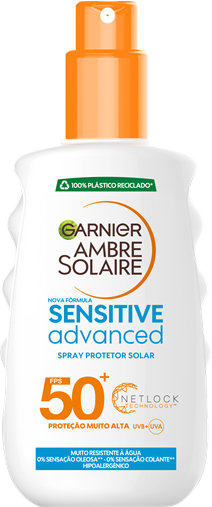 100% PLÁSTICO RECICLADO*
GARNIER
AMBRE
SOLAIRE
NOVA FÓRMULA
SENSITIVE
advanced
SPRAY PROTETOR SOLAR
FPS 50+
NETLOCK
TECHNOLOGY™
PROTEÇÃO MUITO ALTA UVB+ UVA
MUITO RESISTENTE À ÁGUA
0% SENSAÇÃO OLEOSA** - 0% SENSAÇÃO COLANTE**
HIPOALERGÉNICO